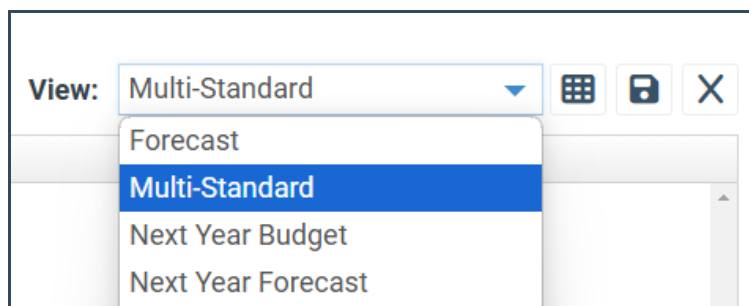 View: Multi-Standard
Forecast
Multi-Standard
Next Year Budget
Next Year Forecast